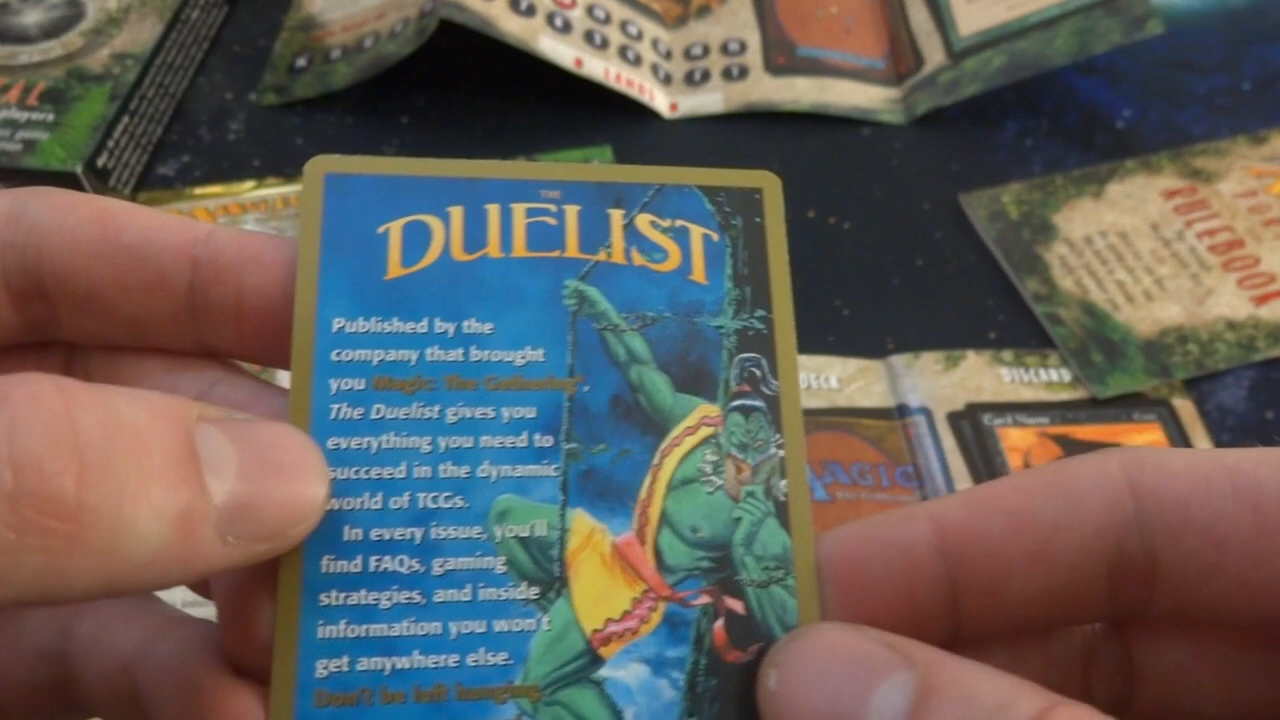 TAL
players
LANDS
RULEBOOK
DECK
DISCARD
Card Name
MAGIC
THE
DUELIST
Published by the
company that brought
you Magic: The Gathering®.
The Duelist gives you
everything you need to
succeed in the dynamic
world of TCGs.
In every issue, you'll
find FAQs, gaming
strategies, and inside
information you won't
get anywhere else.
Don't be left hanging.